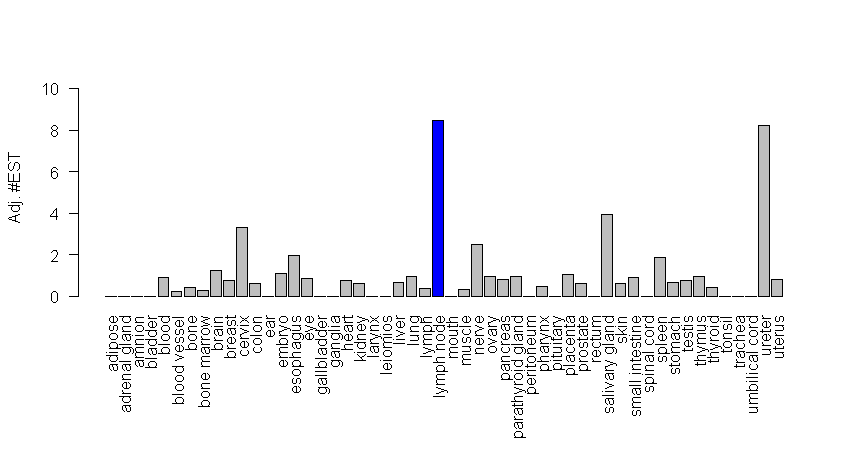 Adj. #EST
10
8
6
4
2
0
adipose
adrenal gland
amnion
bladder
blood
blood vessel
bone
bone marrow
brain
breast
cervix
colon
ear
embryo
esophagus
eye
gallbladder
ganglia
heart
kidney
larynx
leiomios
liver
lung
lymph
lymph node
mouth
muscle
nerve
ovary
pancreas
parathyroid gland
peritoneum
pharynx
pituitary
placenta
prostate
rectum
salivary gland
skin
small intestine
spinal cord
spleen
stomach
testis
thymus
thyroid
tonsil
trachea
umbilical cord
ureter
uterus